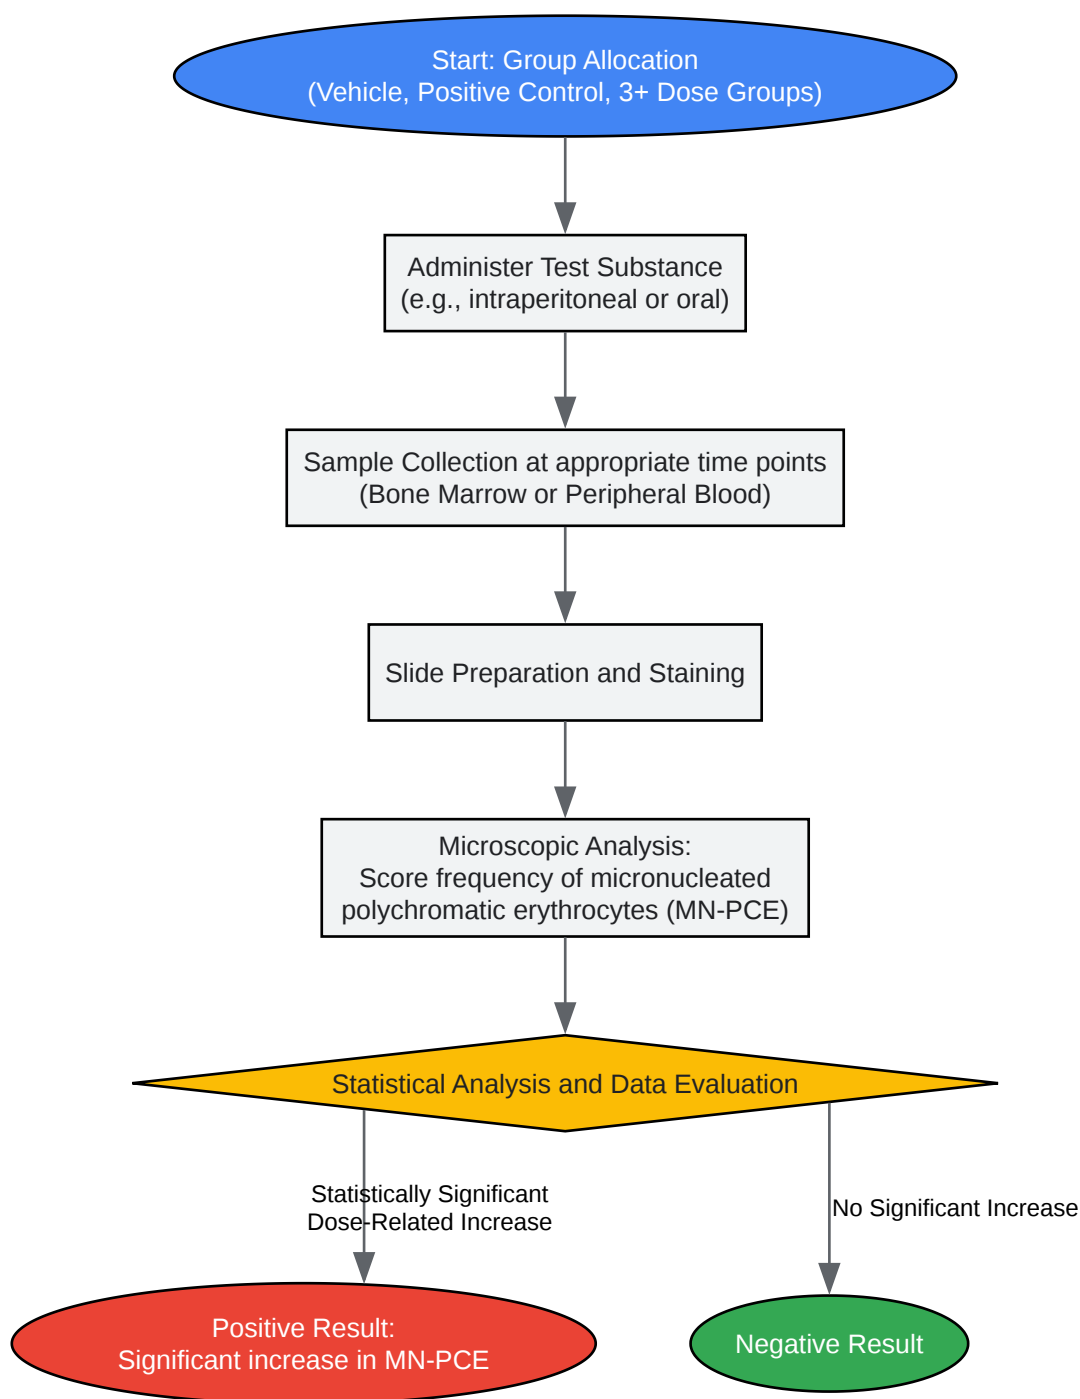 Start: Group Allocation
(Vehicle, Positive Control, 3+ Dose Groups)
Administer Test Substance
(e.g., intraperitoneal or oral)
Sample Collection at appropriate time points
(Bone Marrow or Peripheral Blood)
Slide Preparation and Staining
Microscopic Analysis:
Score frequency of micronucleated
polychromatic erythrocytes (MN-PCE)
Statistical Analysis and Data Evaluation
Statistically Significant
Dose-Related Increase
No Significant Increase
Positive Result:
Significant increase in MN-PCE
Negative Result